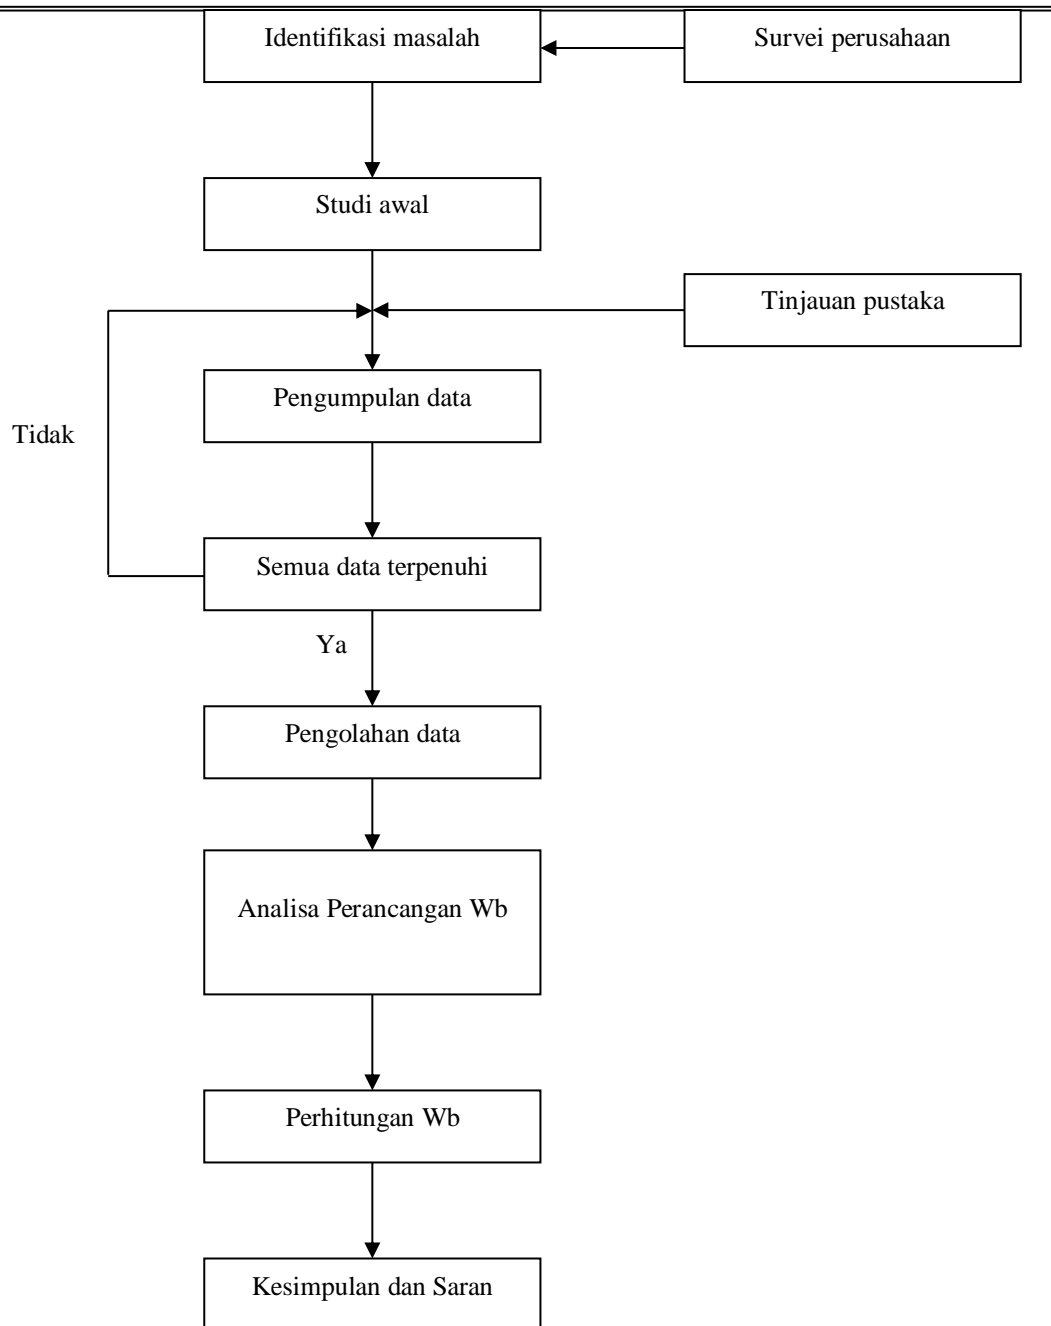 Identifikasi masalah
Survei perusahaan
Studi awal
Tinjauan pustaka
Pengumpulan data
Tidak
Semua data terpenuhi
Ya
Pengolahan data
Analisa Perancangan Wb
Perhitungan Wb
Kesimpulan dan Saran